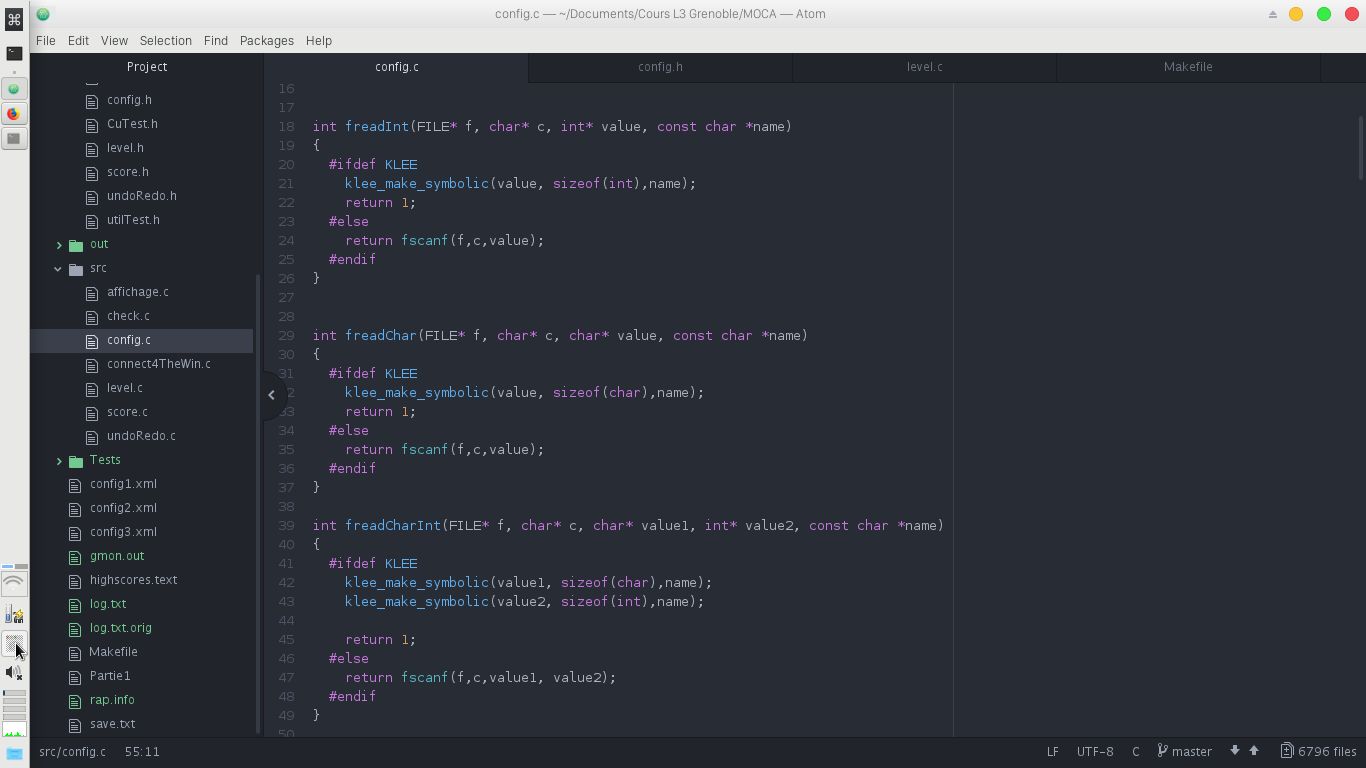 config.c — ~/Documents/Cours L3 Grenoble/MOCA — Atom
File Edit View Selection Find Packages Help
Project
config.h
CuTest.h
level.h
score.h
undoRedo.h
utilTest.h
out
src
affichage.c
check.c
config.c
connect4TheWin.c
level.c
score.c
undoRedo.c
Tests
config1.xml
config2.xml
config3.xml
gmon.out
highscores.text
log.txt
log.txt.orig
Makefile
Partie1
rap.info
save.txt
config.c config.h level.c Makefile
16
17
18 int freadInt(FILE* f, char* c, int* value, const char *name)
19 {
20 #ifdef KLEE
21 klee_make_symbolic(value, sizeof(int),name);
22 return 1;
23 #else
24 return fscanf(f,c,value);
25 #endif
26 }
27
28
29 int freadChar(FILE* f, char* c, char* value, const char *name)
30 {
31 #ifdef KLEE
2 klee_make_symbolic(value, sizeof(char),name);
33 return 1;
34 #else
35 return fscanf(f,c,value);
36 #endif
37 }
38
39 int freadCharInt(FILE* f, char* c, char* value1, int* value2, const char *name)
40 {
41 #ifdef KLEE
42 klee_make_symbolic(value1, sizeof(char),name);
43 klee_make_symbolic(value2, sizeof(int),name);
44
45 return 1;
46 #else
47 return fscanf(f,c,value1, value2);
48 #endif
49 }
50
src/config.c 55:11 LF UTF-8 C master 6796 files